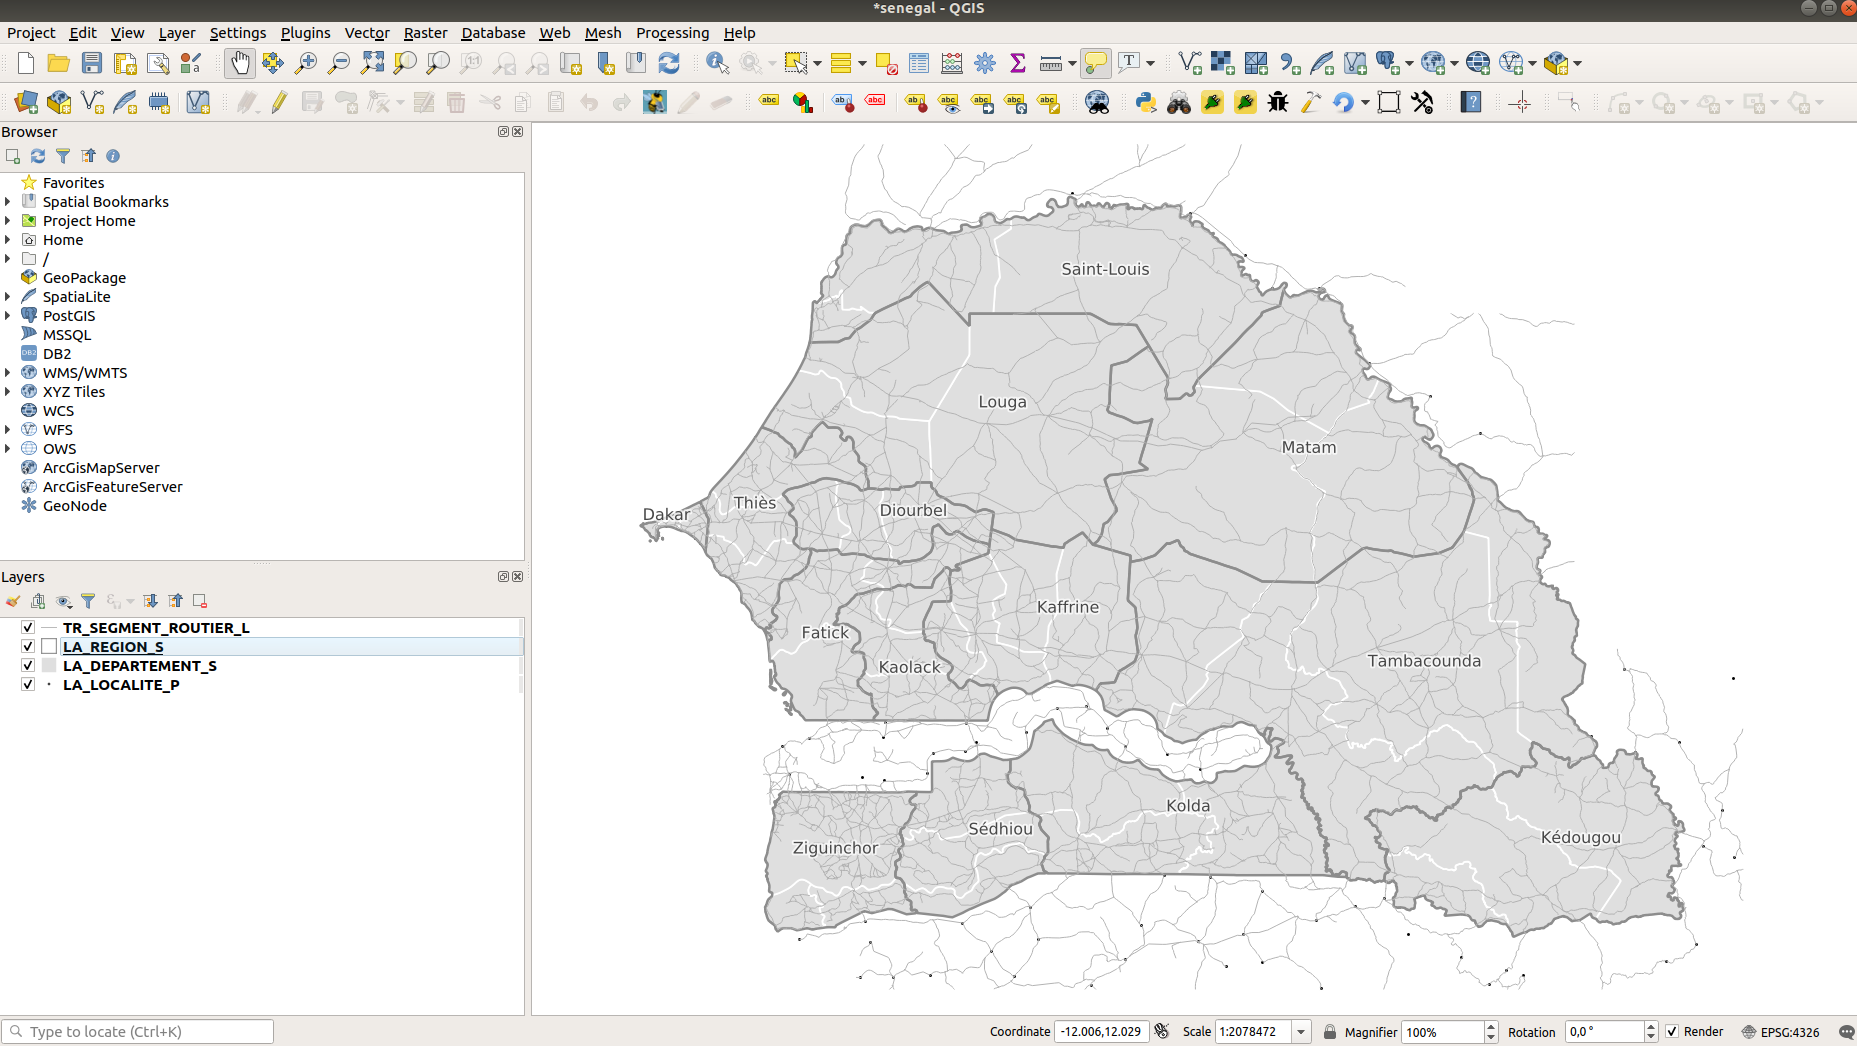 *senegal - QGIS
Project Edit View Layer Settings Plugins Vector Raster Database Web Mesh Processing Help
Browser
Favorites
Spatial Bookmarks
Project Home
Home
/
GeoPackage
SpatiaLite
PostGIS
MSSQL
DB2
WMS/WMTS
XYZ Tiles
WCS
WFS
OWS
ArcGisMapServer
ArcGisFeatureServer
GeoNode
Layers
TR_SEGMENT_ROUTIER_L
LA_REGION_S
LA_DEPARTEMENT_S
LA_LOCALITE_P
Saint-Louis
Louga
Matam
Thiès
Diourbel
Dakar
Kaffrine
Fatick
Kaolack
Tambacounda
Kolda
Sédhiou
Kédougou
Ziguinchor
Type to locate (Ctrl+K)
Coordinate -12.006,12.029 Scale 1:2078472 Magnifier 100% Rotation 0,0 ° Render EPSG:4326